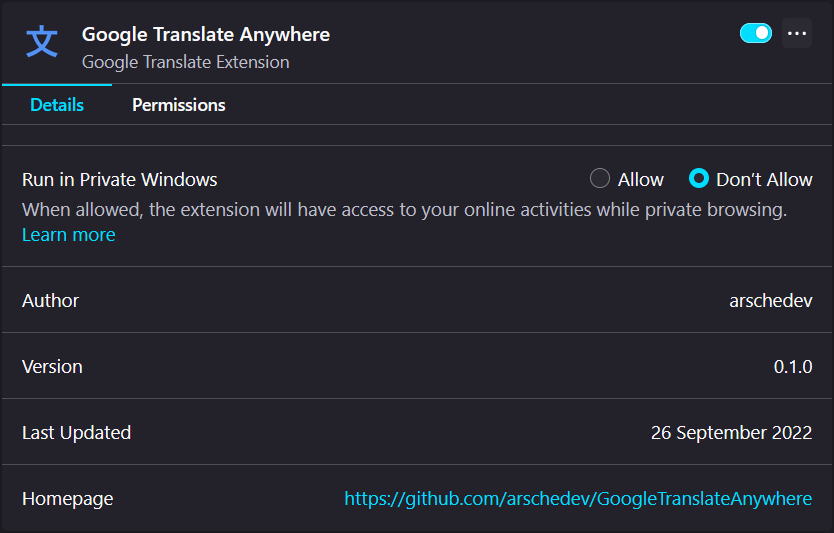 文
Google Translate Anywhere
Google Translate Extension
Details
Permissions
Run in Private Windows
Allow
Don’t Allow
When allowed, the extension will have access to your online activities while private browsing.
Learn more
Author
arschedev
Version
0.1.0
Last Updated
26 September 2022
Homepage
https://github.com/arschedev/GoogleTranslateAnywhere